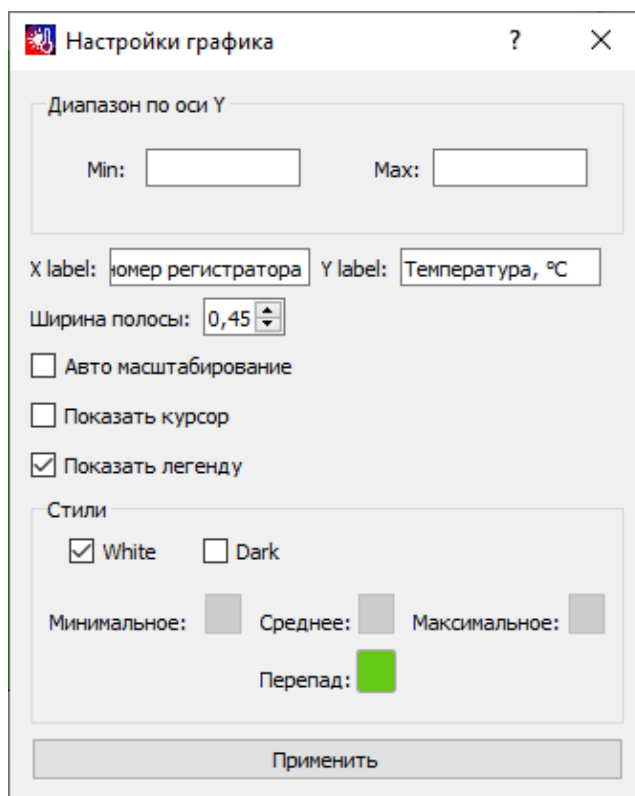 Настройки графика ?
Диапазон по оси Y
Min: Max:
X label: номер регистратора Y label: Температура, °C
Ширина полосы: 0,45
Авто масштабирование
Показать курсор
Показать легенду
Стили
White Dark
Минимальное: Среднее: Максимальное:
Перепад:
Применить